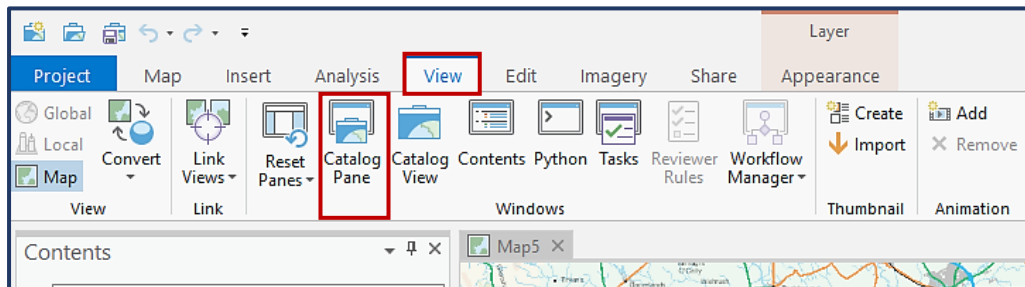 Layer
Project Map Insert Analysis View Edit Imagery Share Appearance
Global
Local
Map
Convert
Link
Views
Reset
Panes
Catalog
Pane
Catalog
View
Contents
Python
Tasks
Reviewer
Rules
Workflow
Manager
Create
Import
Add
Remove
View Link Windows Thumbnail Animation
Contents
Map5